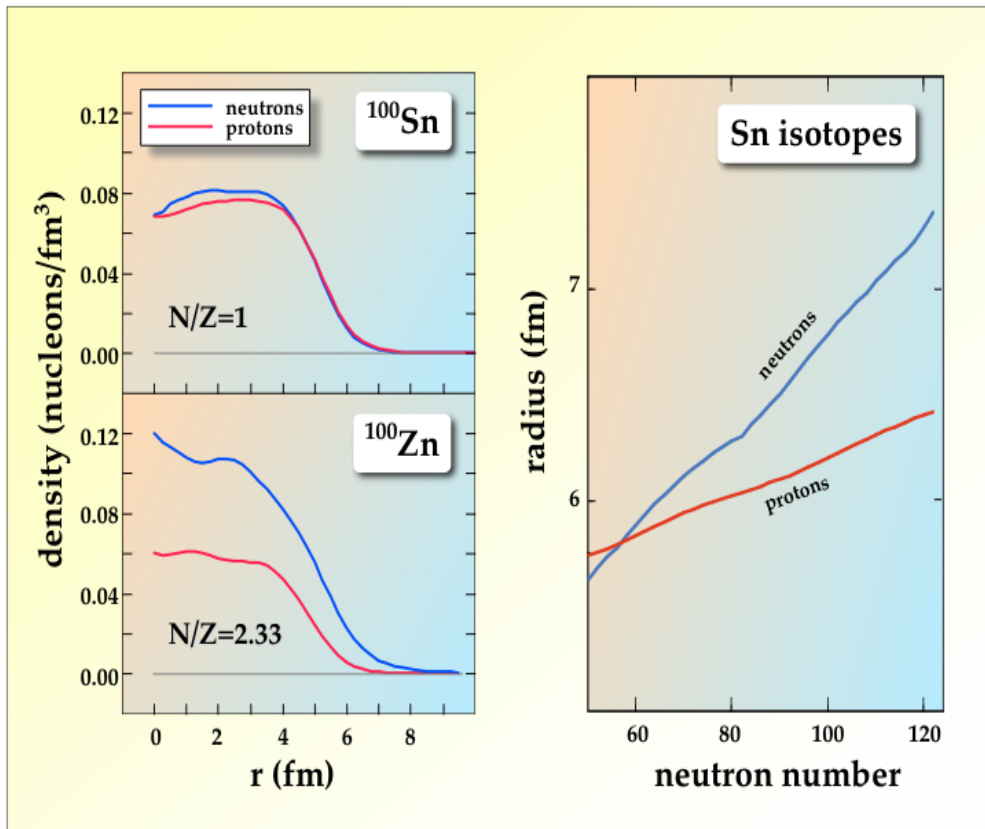 neutrons
protons
¹⁰⁰Sn
0.12
0.08
0.04
0.00
N/Z=1
¹⁰⁰Zn
0.12
0.08
0.04
0.00
N/Z=2.33
density (nucleons/fm³)
0 2 4 6 8
r (fm)
Sn isotopes
7
6
radius (fm)
neutrons
protons
60 80 100 120
neutron number